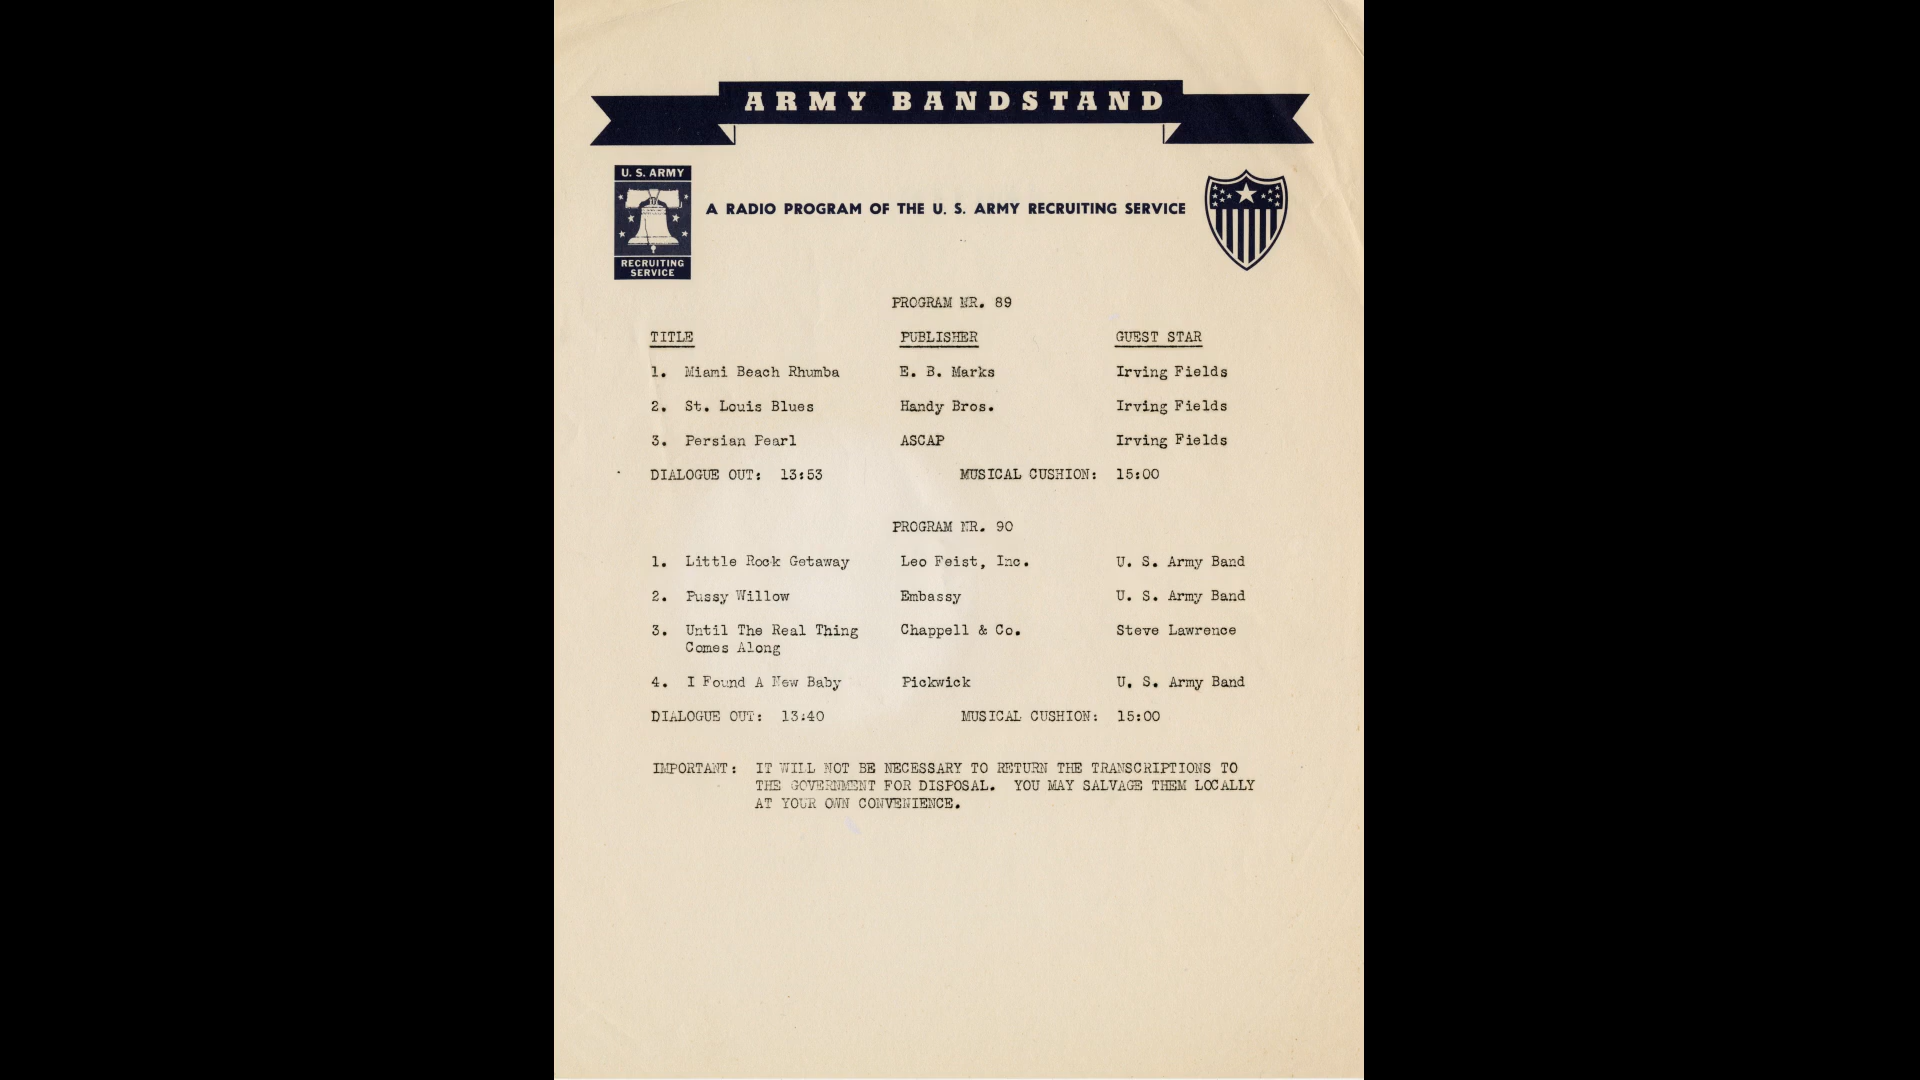 ARMY BANDSTAND
U. S. ARMY
RECRUITING
SERVICE
A RADIO PROGRAM OF THE U. S. ARMY RECRUITING SERVICE
PROGRAM NR. 89
TITLE PUBLISHER GUEST STAR
1. Miami Beach Rhumba E. B. Marks Irving Fields
2. St. Louis Blues Handy Bros. Irving Fields
3. Persian Pearl ASCAP Irving Fields
DIALOGUE OUT: 13:53 MUSICAL CUSHION: 15:00
PROGRAM NR. 90
1. Little Rock Getaway Leo Feist, Inc. U. S. Army Band
2. Pussy Willow Embassy U. S. Army Band
3. Until The Real Thing Chappell & Co. Steve Lawrence
Comes Along
4. I Found A New Baby Pickwick U. S. Army Band
DIALOGUE OUT: 13:40 MUSICAL CUSHION: 15:00
IMPORTANT: IT WILL NOT BE NECESSARY TO RETURN THE TRANSCRIPTIONS TO
THE GOVERNMENT FOR DISPOSAL. YOU MAY SALVAGE THEM LOCALLY
AT YOUR OWN CONVENIENCE.